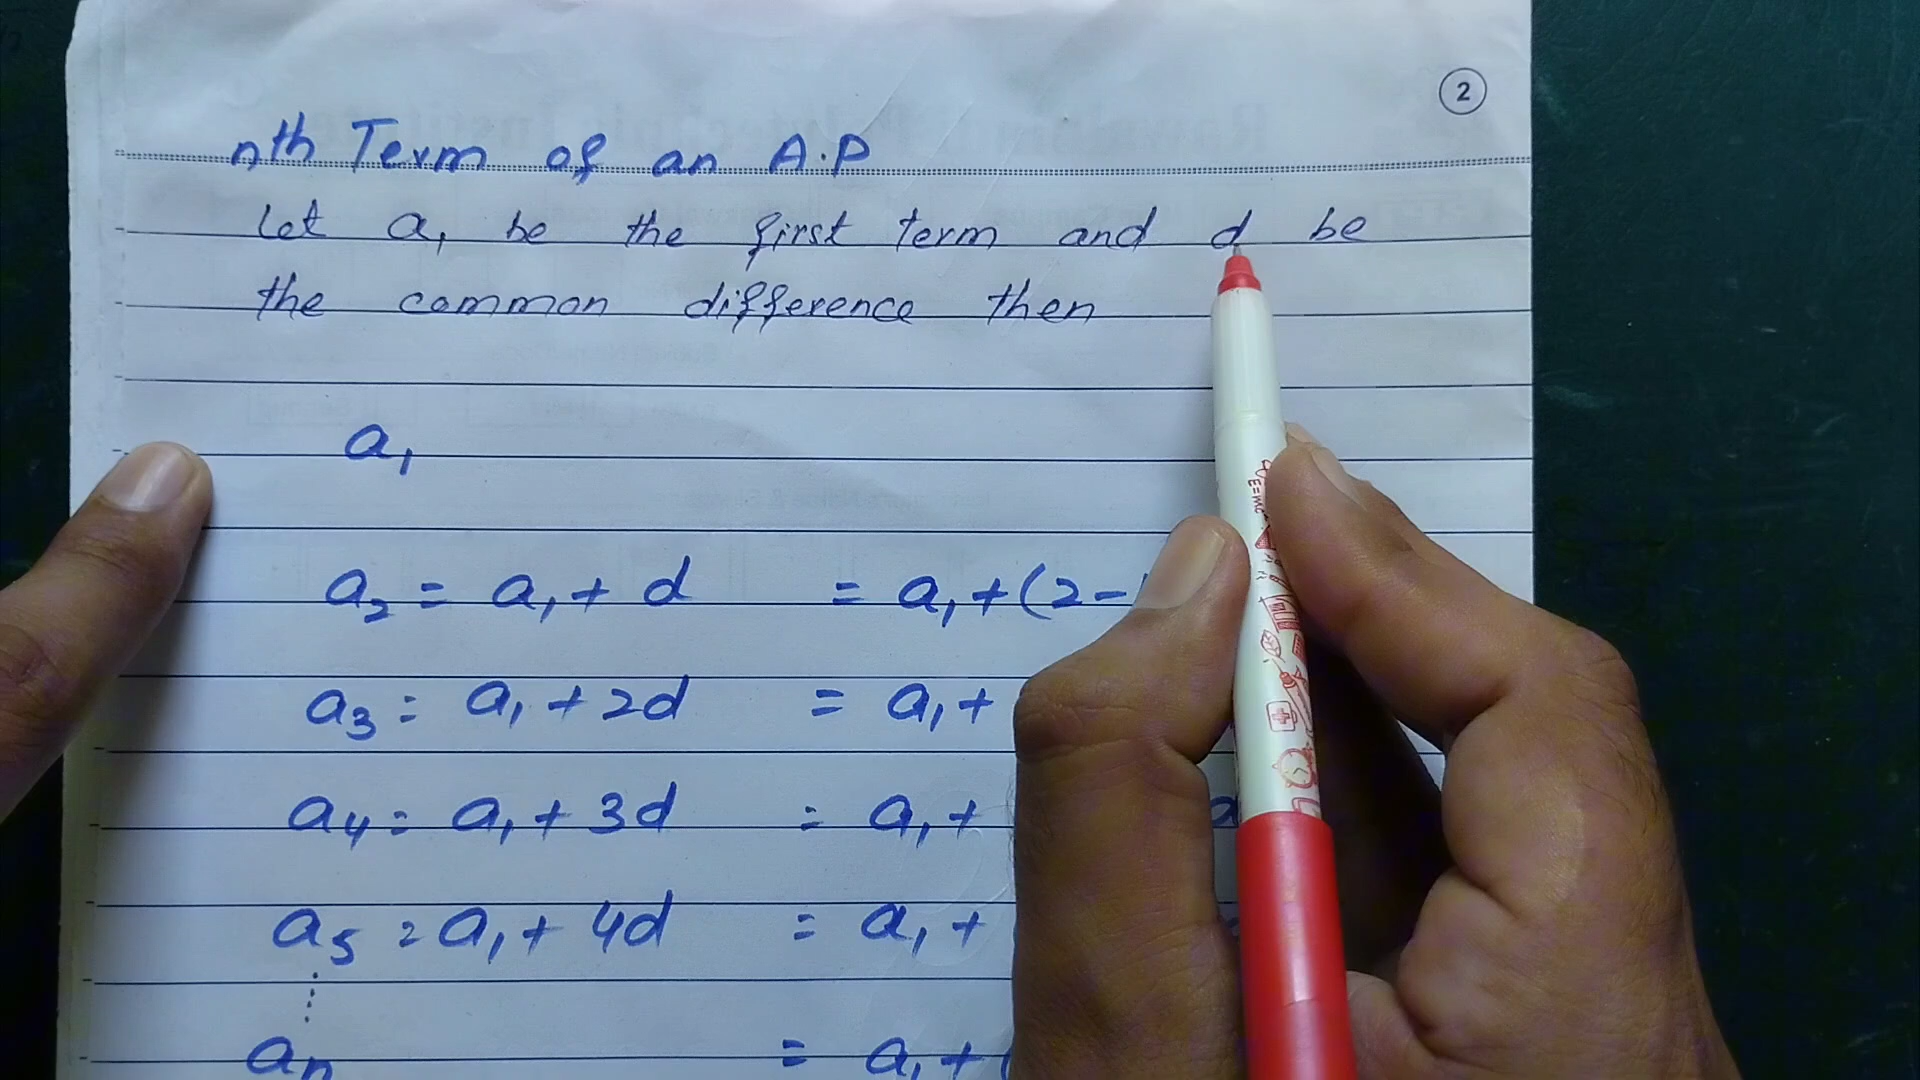 2
nth Term of an A.P
Let a₁ be the first term and d be
the common difference then
a₁
a₂ = a₁ + d = a₁ + (2-
a₃ = a₁ + 2d = a₁ +
a₄ = a₁ + 3d = a₁ + d
a₅ = a₁ + 4d = a₁ +
⋮
aₙ = a₁ + (
E=mc